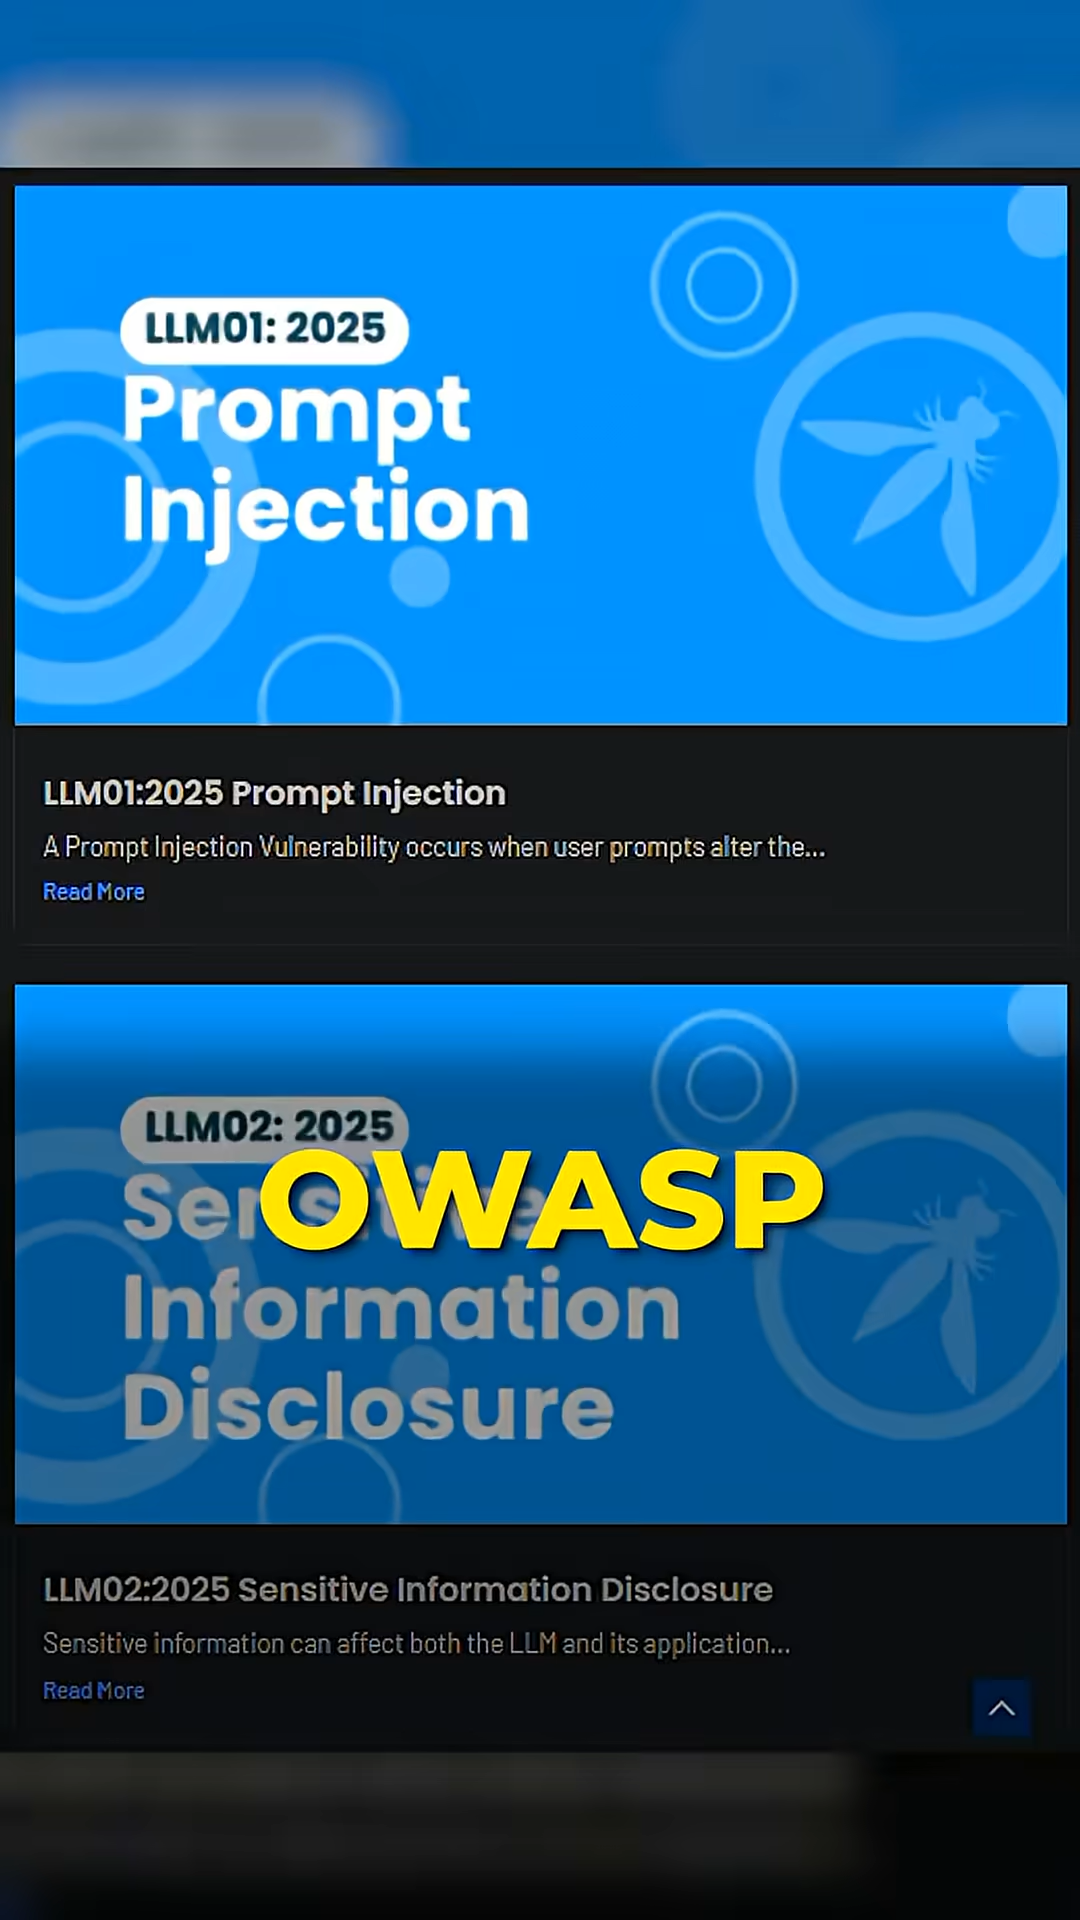 LLM01: 2025
Prompt
Injection
LLM01:2025 Prompt Injection
A Prompt Injection Vulnerability occurs when user prompts alter the...
Read More
LLM02: 2025
Sensitive
OWASP
Information
Disclosure
LLM02:2025 Sensitive Information Disclosure
Sensitive information can affect both the LLM and its application...
Read More